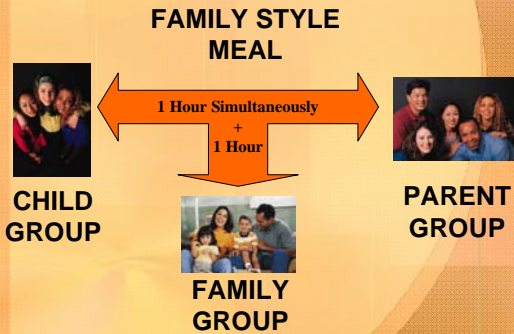 FAMILY STYLE
MEAL
1 Hour Simultaneously
+
1 Hour
CHILD
GROUP
PARENT
GROUP
FAMILY
GROUP